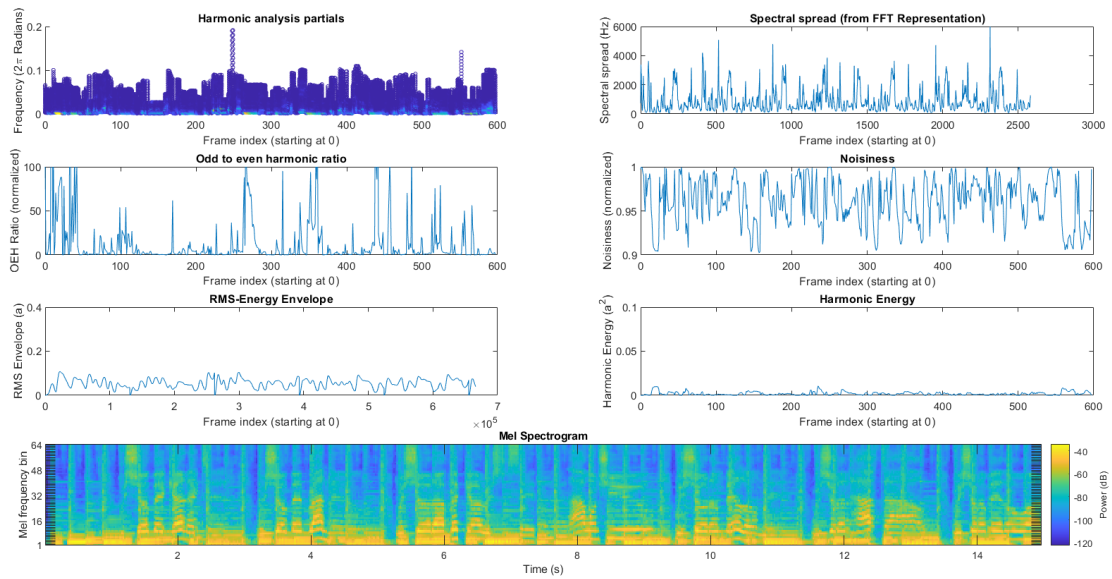 Harmonic analysis partials
Frequency (2π Radians)
0.2
0.1
0
0 100 200 300 400 500 600
Frame index (starting at 0)
Spectral spread (from FFT Representation)
Spectral spread (Hz)
6000
4000
2000
0
0 500 1000 1500 2000 2500 3000
Frame index (starting at 0)
Odd to even harmonic ratio
OEH Ratio (normalized)
100
50
0
0 100 200 300 400 500 600
Frame index (starting at 0)
Noisiness
Noisiness (normalized)
1
0.95
0.9
0 100 200 300 400 500 600
Frame index (starting at 0)
RMS-Energy Envelope
RMS Envelope (a)
0.4
0.2
0
0 1 2 3 4 5 6 7
Frame index (starting at 0)
×10⁵
Harmonic Energy
Harmonic Energy (a²)
0.1
0.05
0
0 100 200 300 400 500 600
Frame index (starting at 0)
Mel Spectrogram
Mel frequency bin
64
48
32
16
1
2 4 6 8 10 12 14
Time (s)
-40
-60
-80
-100
-120
Power (dB)